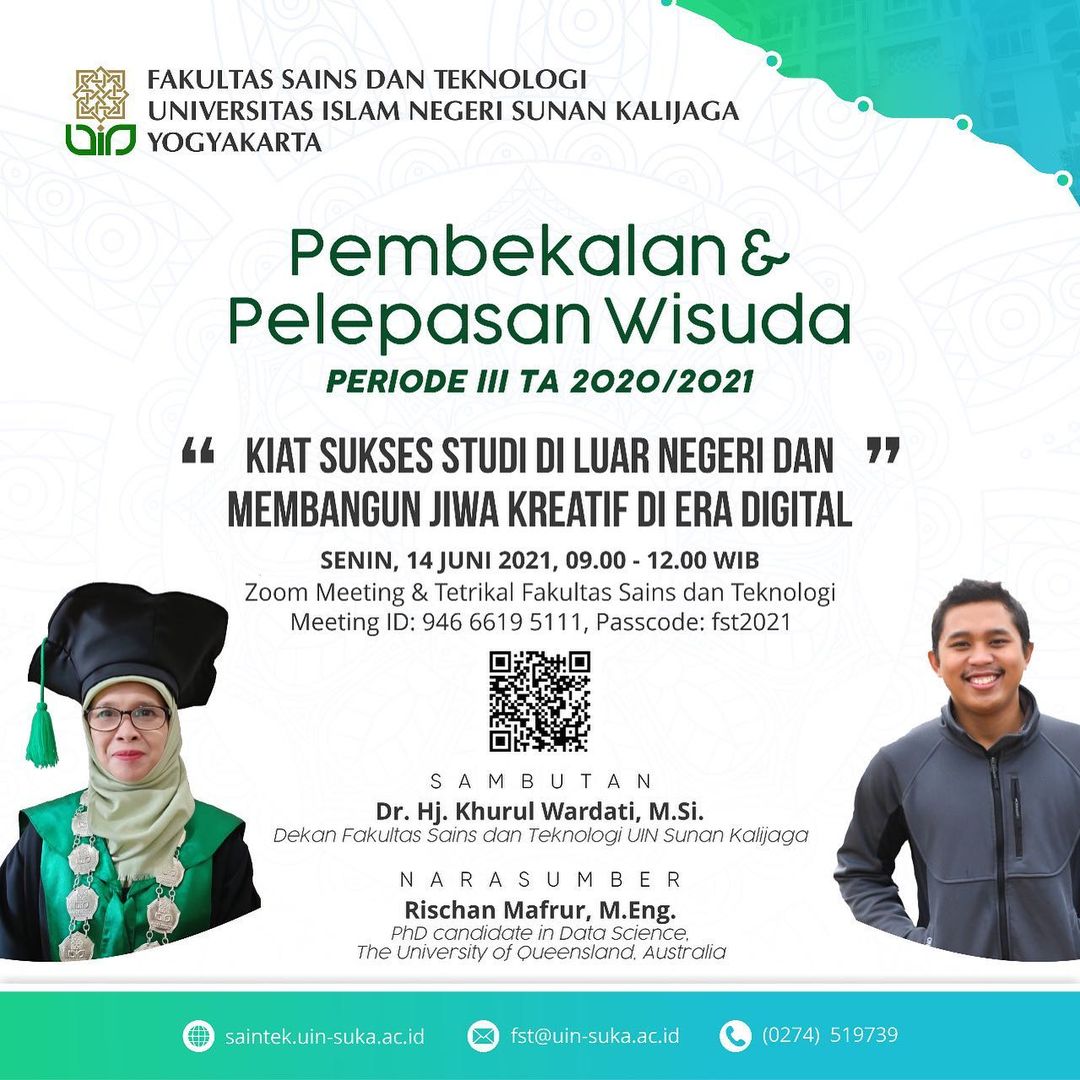 FAKULTAS SAINS DAN TEKNOLOGI
UNIVERSITAS ISLAM NEGERI SUNAN KALIJAGA
YOGYAKARTA
uin
Pembekalan &
Pelepasan Wisuda
PERIODE III TA 2020/2021
“ KIAT SUKSES STUDI DI LUAR NEGERI DAN ”
MEMBANGUN JIWA KREATIF DI ERA DIGITAL
SENIN, 14 JUNI 2021, 09.00 - 12.00 WIB
Zoom Meeting & Tetrikal Fakultas Sains dan Teknologi
Meeting ID: 946 6619 5111, Passcode: fst2021
SAMBUTAN
Dr. Hj. Khurul Wardati, M.Si.
Dekan Fakultas Sains dan Teknologi UIN Sunan Kalijaga
NARASUMBER
Rischan Mafrur, M.Eng.
PhD candidate in Data Science,
The University of Queensland, Australia
saintek.uin-suka.ac.id
fst@uin-suka.ac.id
(0274) 519739